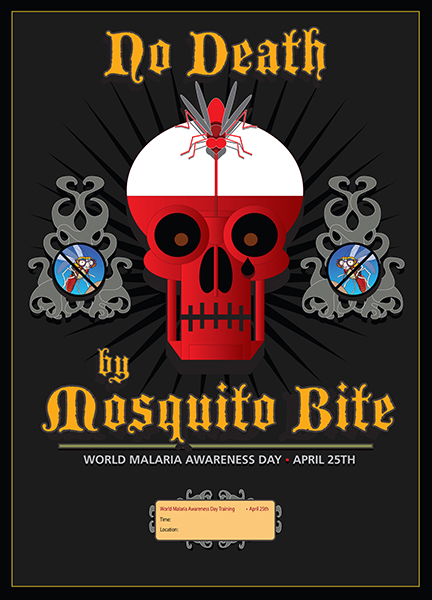 No Death
by
Mosquito Bite
WORLD MALARIA AWARENESS DAY • APRIL 25TH
World Malaria Awareness Day Training • April 25th
Time:
Location: